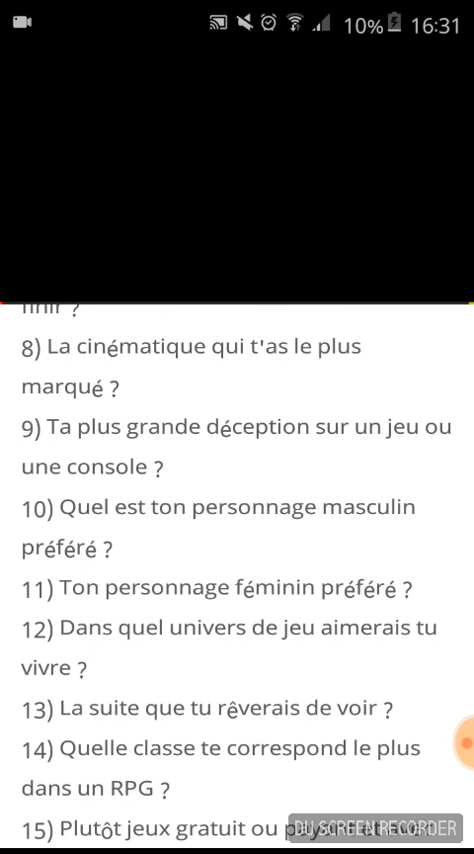 10% 16:31
finir ?
8) La cinématique qui t'as le plus
marqué ?
9) Ta plus grande déception sur un jeu ou
une console ?
10) Quel est ton personnage masculin
préféré ?
11) Ton personnage féminin préféré ?
12) Dans quel univers de jeu aimerais tu
vivre ?
13) La suite que tu rêverais de voir ?
14) Quelle classe te correspond le plus
dans un RPG ?
15) Plutôt jeux gratuit ou
DU SCREEN RECORDER